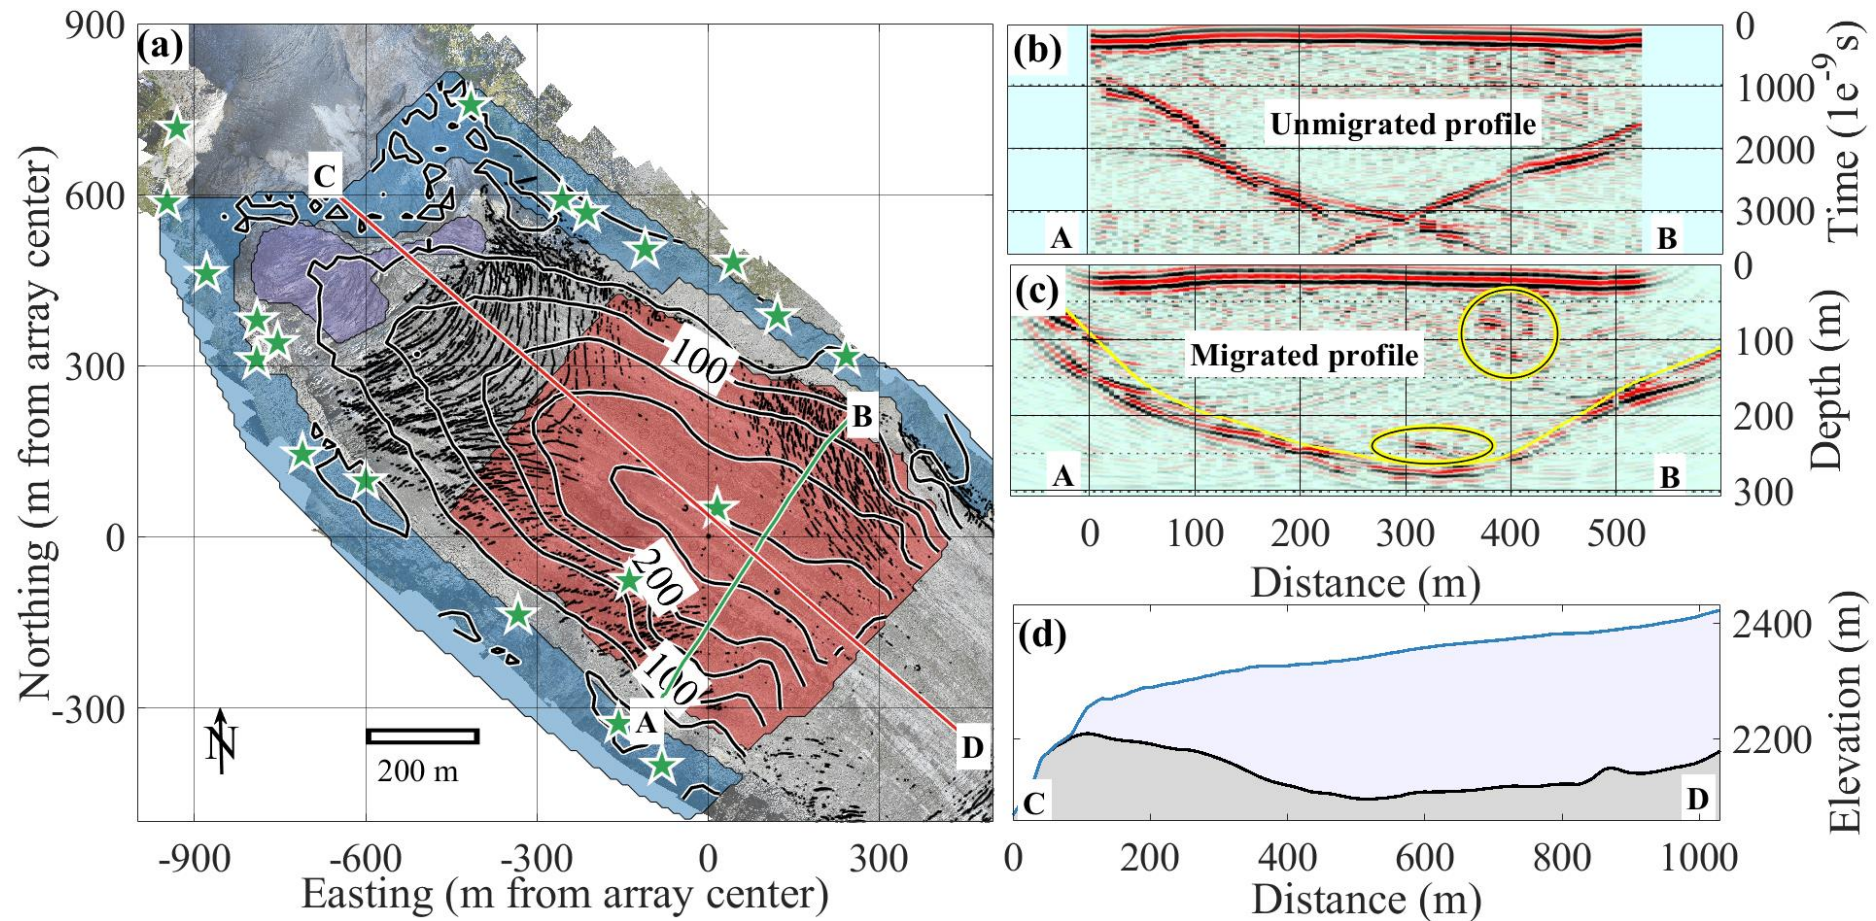 (a)
900
600
300
0
-300
Northing (m from array center)
C
B
A
D
100
200
100
N
200 m
-900
-600
-300
0
300
Easting (m from array center)
(b)
Unmigrated profile
A
B
0
1000
2000
3000
Time (1e⁻⁹ s)
(c)
Migrated profile
A
B
0
100
200
300
Depth (m)
0
100
200
300
400
500
Distance (m)
(d)
C
D
2400
2200
Elevation (m)
0
200
400
600
800
1000
Distance (m)